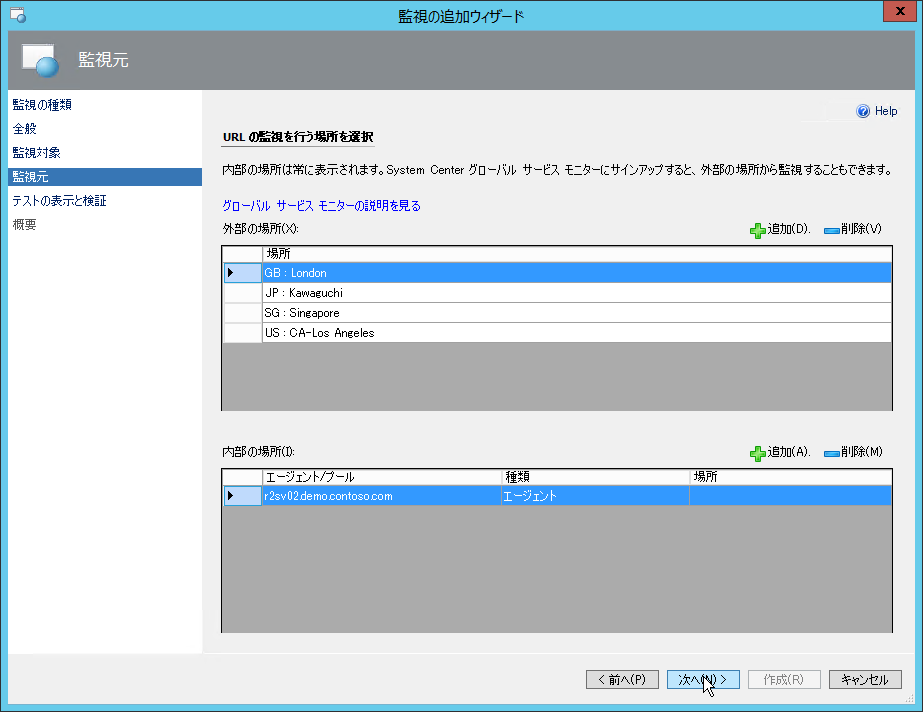 監視の追加ウィザード
x
監視元
監視の種類
全般
監視対象
監視元
テストの表示と検証
概要
Help
URL の監視を行う場所を選択
内部の場所は常に表示されます。System Center グローバル サービス モニターにサインアップすると、外部の場所から監視することもできます。
グローバル サービス モニターの説明を見る
外部の場所(X):
追加(D).
削除(V)
場所
GB : London
JP : Kawaguchi
SG : Singapore
US : CA-Los Angeles
内部の場所(I):
追加(A).
削除(M)
エージェント/プール 種類 場所
r2sv02.demo.contoso.com エージェント
< 前へ(P)
次へ(N) >
作成(R)
キャンセル